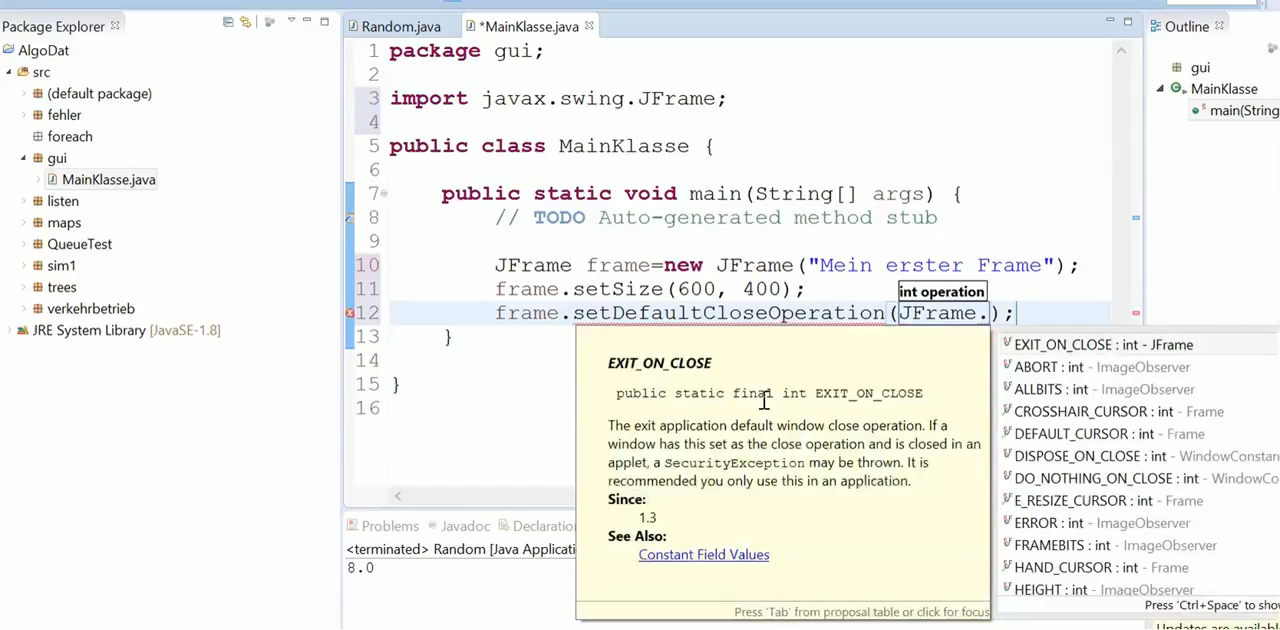 Package Explorer
AlgoDat
src
(default package)
fehler
foreach
gui
MainKlasse.java
listen
maps
QueueTest
sim1
trees
verkehrbetrieb
JRE System Library [JavaSE-1.8]
Random.java
*MainKlasse.java
1 package gui;
2
3 import javax.swing.JFrame;
4
5 public class MainKlasse {
6
7 public static void main(String[] args) {
8 // TODO Auto-generated method stub
9
10 JFrame frame=new JFrame("Mein erster Frame");
11 frame.setSize(600, 400);
int operation
12 frame.setDefaultCloseOperation(JFrame.);
13 }
14
15 }
16
EXIT_ON_CLOSE
public static final int EXIT_ON_CLOSE
The exit application default window close operation. If a
window has this set as the close operation and is closed in an
applet, a SecurityException may be thrown. It is
recommended you only use this in an application.
Since:
1.3
See Also:
Constant Field Values
Press 'Tab' from proposal table or click for focus
EXIT_ON_CLOSE : int - JFrame
ABORT : int - ImageObserver
ALLBITS : int - ImageObserver
CROSSHAIR_CURSOR : int - Frame
DEFAULT_CURSOR : int - Frame
DISPOSE_ON_CLOSE : int - WindowConstan
DO_NOTHING_ON_CLOSE : int - WindowCo
E_RESIZE_CURSOR : int - Frame
ERROR : int - ImageObserver
FRAMEBITS : int - ImageObserver
HAND_CURSOR : int - Frame
HEIGHT : int - ImageObserver
Press 'Ctrl+Space' to show
Problems
Javadoc
Declaration
<terminated> Random [Java Applicati
8.0
Outline
gui
MainKlasse
main(String
Updates are available